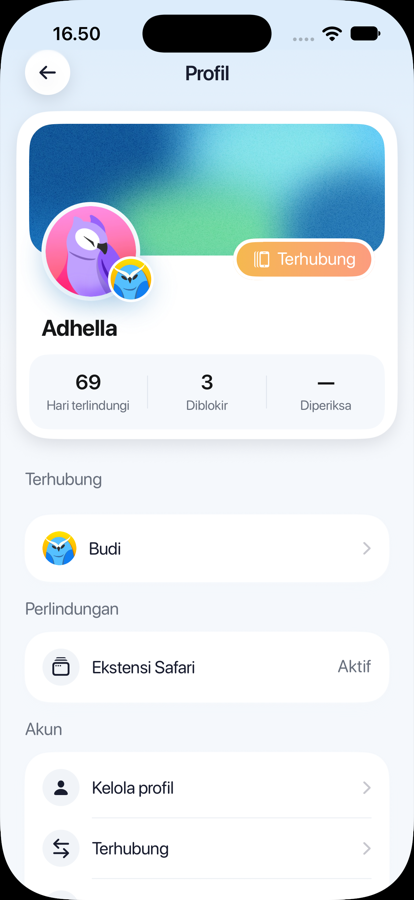 16.50
Profil
Terhubung
Adhella
69
Hari terlindungi
3
Diblokir
—
Diperiksa
Terhubung
Budi
Perlindungan
Ekstensi Safari
Aktif
Akun
Kelola profil
Terhubung